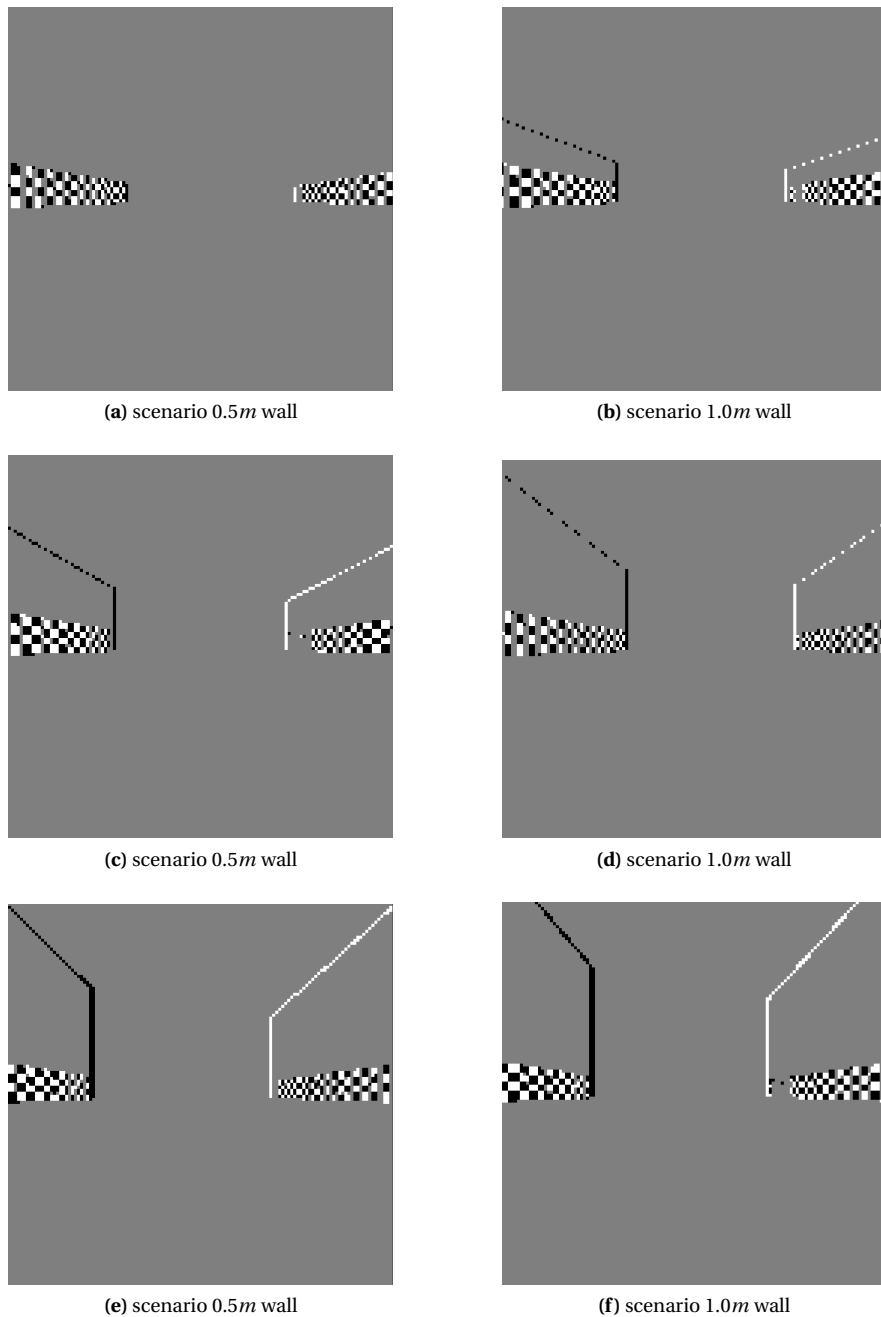 (a) scenario 0.5m wall
(b) scenario 1.0m wall
(c) scenario 0.5m wall
(d) scenario 1.0m wall
(e) scenario 0.5m wall
(f) scenario 1.0m wall